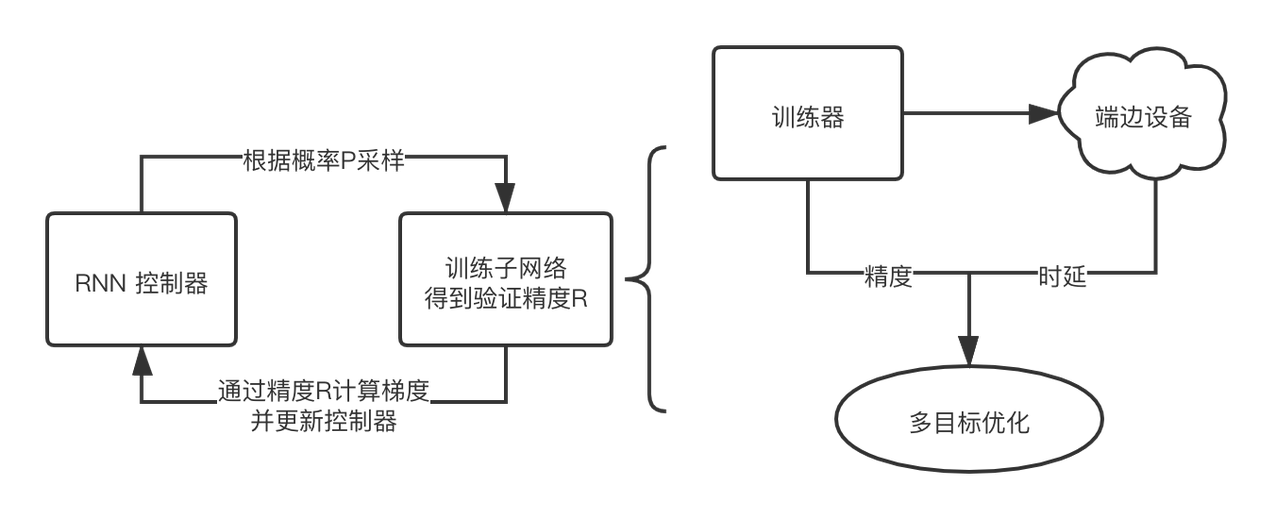 根据概率P采样
RNN 控制器
训练子网络
得到验证精度R
通过精度R计算梯度
并更新控制器
训练器
端边设备
精度
时延
多目标优化